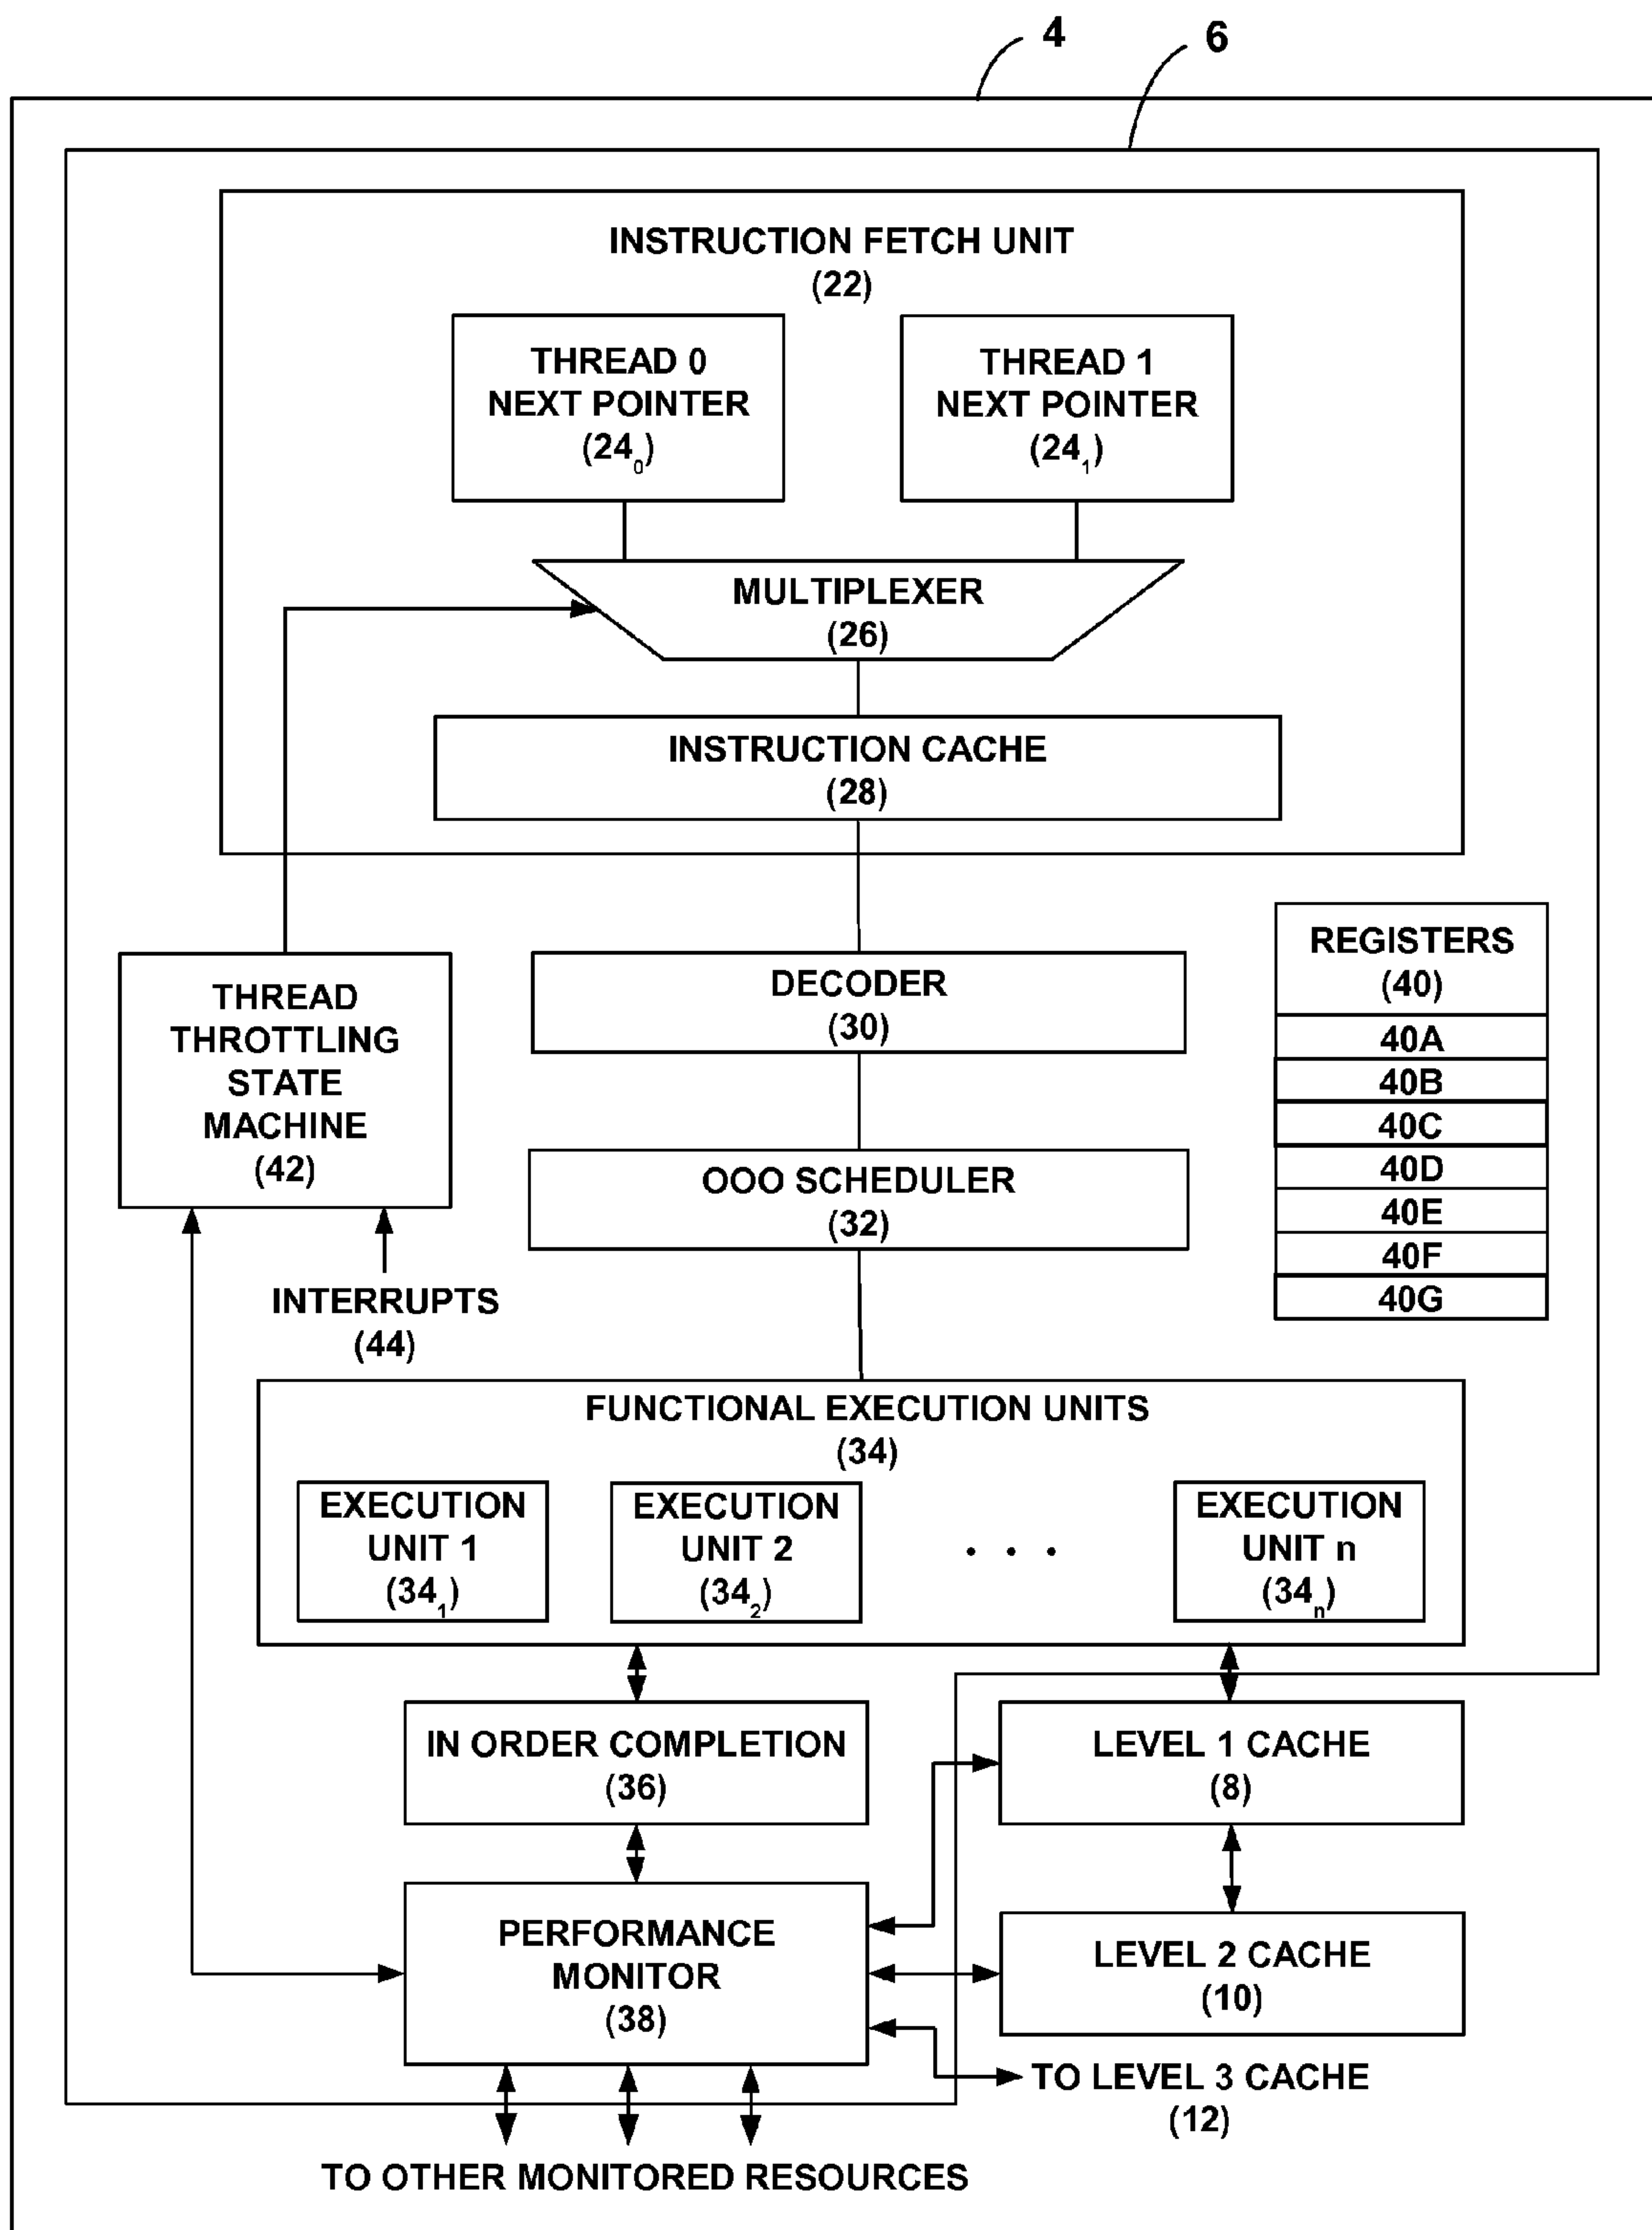 4
6
INSTRUCTION FETCH UNIT
(22)
THREAD 0
NEXT POINTER
(24₀)
THREAD 1
NEXT POINTER
(24₁)
MULTIPLEXER
(26)
INSTRUCTION CACHE
(28)
THREAD
THROTTLING
STATE
MACHINE
(42)
INTERRUPTS
(44)
DECODER
(30)
OOO SCHEDULER
(32)
REGISTERS
(40)
40A
40B
40C
40D
40E
40F
40G
FUNCTIONAL EXECUTION UNITS
(34)
EXECUTION
UNIT 1
(34₁)
EXECUTION
UNIT 2
(34₂)
• • •
EXECUTION
UNIT n
(34ₙ)
IN ORDER COMPLETION
(36)
LEVEL 1 CACHE
(8)
PERFORMANCE
MONITOR
(38)
LEVEL 2 CACHE
(10)
TO LEVEL 3 CACHE
(12)
TO OTHER MONITORED RESOURCES